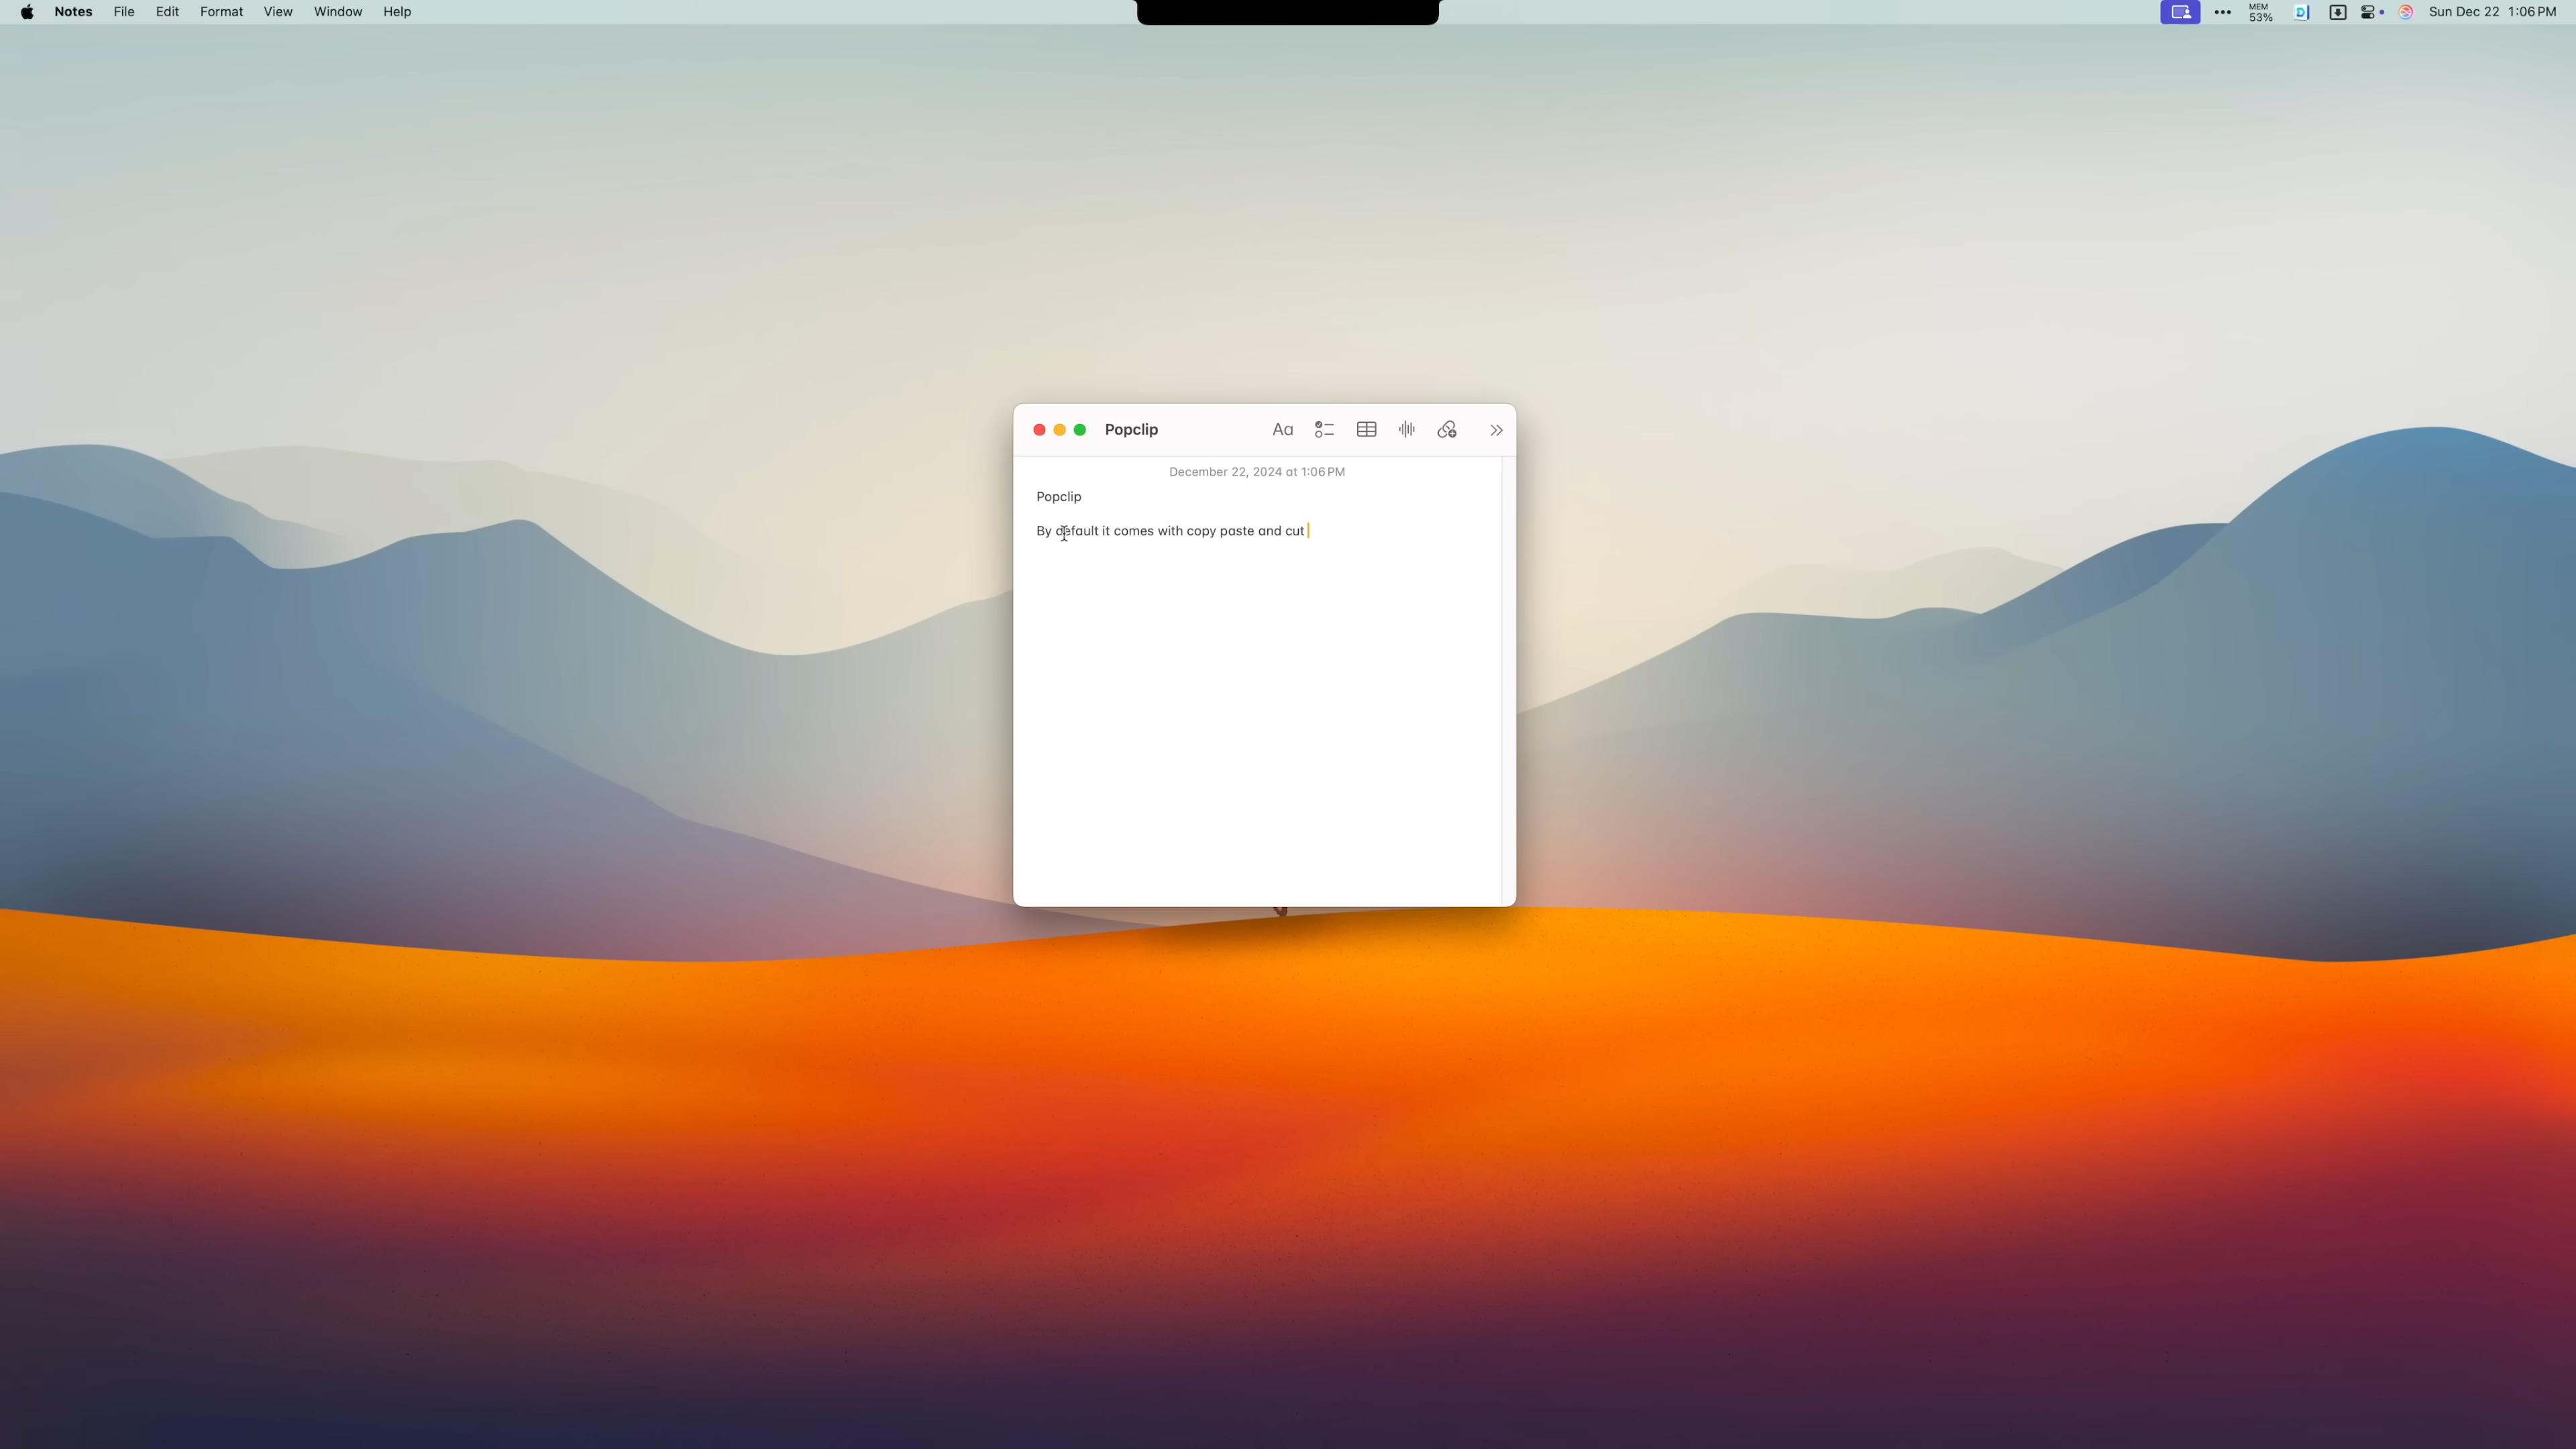 Notes File Edit Format View Window Help
MEM
53%
D
Sun Dec 22 1:06 PM
Popclip
Aa
December 22, 2024 at 1:06 PM
Popclip
By default it comes with copy paste and cut